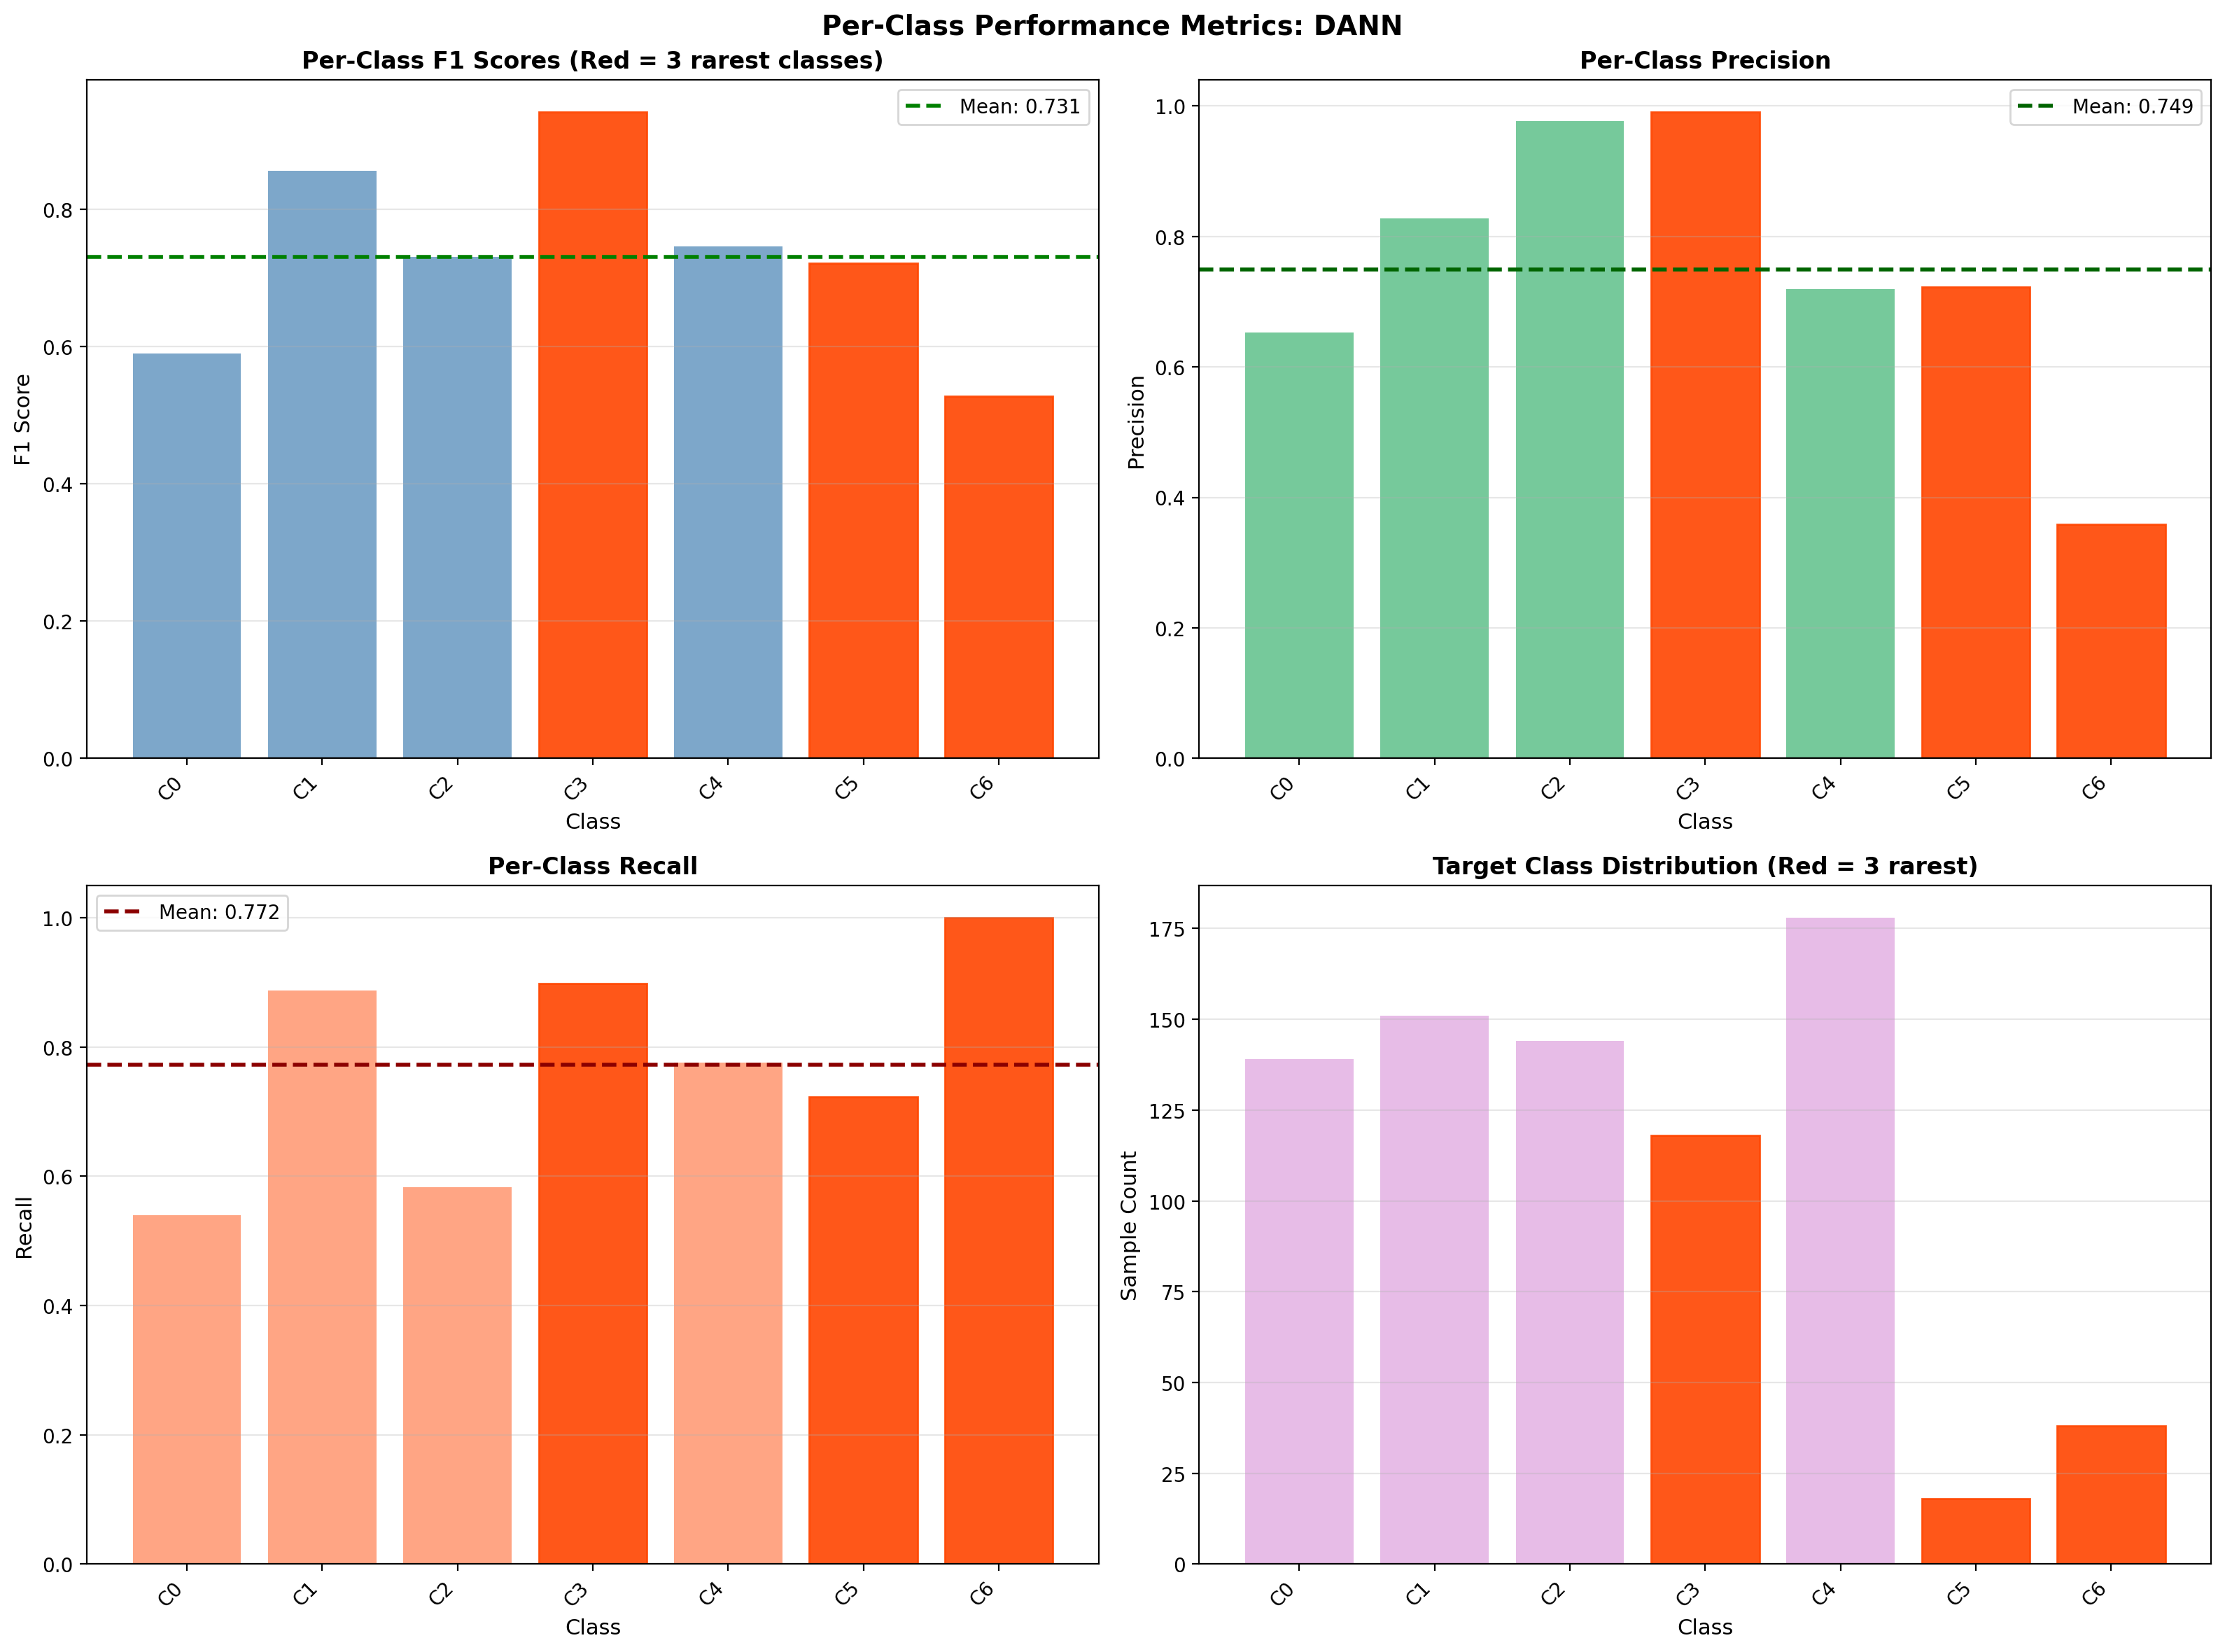 Per-Class Performance Metrics: DANN
Per-Class F1 Scores (Red = 3 rarest classes)
Mean: 0.731
F1 Score
0.8
0.6
0.4
0.2
0.0
C0 C1 C2 C3 C4 C5 C6
Class
Per-Class Precision
Mean: 0.749
Precision
1.0
0.8
0.6
0.4
0.2
0.0
C0 C1 C2 C3 C4 C5 C6
Class
Per-Class Recall
Mean: 0.772
Recall
1.0
0.8
0.6
0.4
0.2
0.0
C0 C1 C2 C3 C4 C5 C6
Class
Target Class Distribution (Red = 3 rarest)
Sample Count
175
150
125
100
75
50
25
0
C0 C1 C2 C3 C4 C5 C6
Class